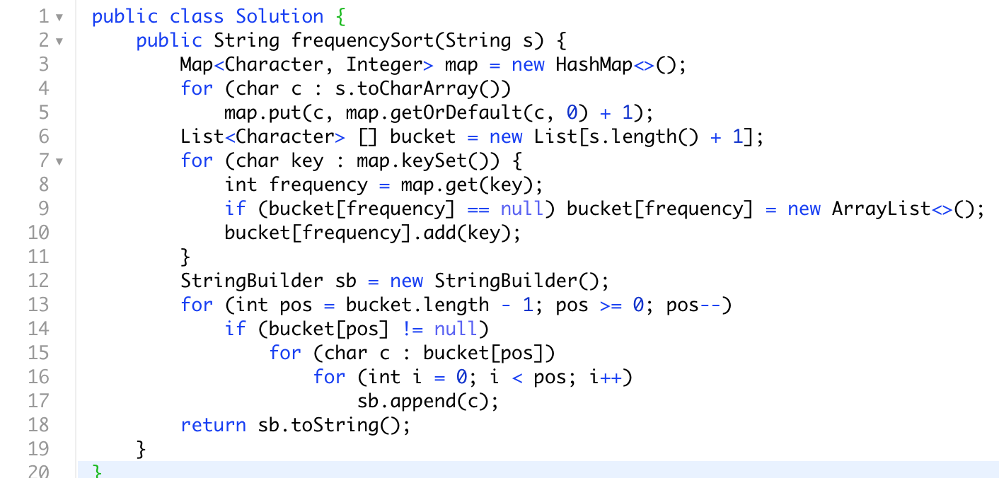 1 public class Solution {
2 public String frequencySort(String s) {
3 Map<Character, Integer> map = new HashMap<>();
4 for (char c : s.toCharArray())
5 map.put(c, map.getOrDefault(c, 0) + 1);
6 List<Character> [] bucket = new List[s.length() + 1];
7 for (char key : map.keySet()) {
8 int frequency = map.get(key);
9 if (bucket[frequency] == null) bucket[frequency] = new ArrayList<>();
10 bucket[frequency].add(key);
11 }
12 StringBuilder sb = new StringBuilder();
13 for (int pos = bucket.length - 1; pos >= 0; pos--)
14 if (bucket[pos] != null)
15 for (char c : bucket[pos])
16 for (int i = 0; i < pos; i++)
17 sb.append(c);
18 return sb.toString();
19 }
20 }